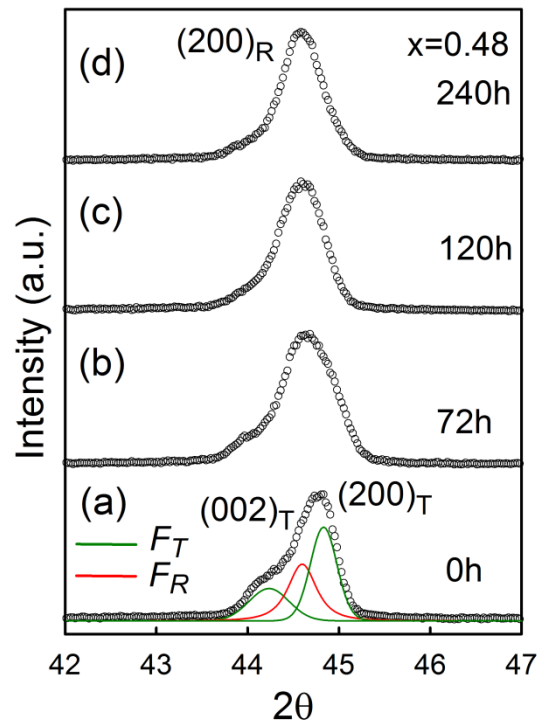 (d)
(200)R
x=0.48
240h
(c)
120h
(b)
72h
(a)
(002)T
(200)T
FT
FR
0h
42 43 44 45 46 47
2θ
Intensity (a.u.)